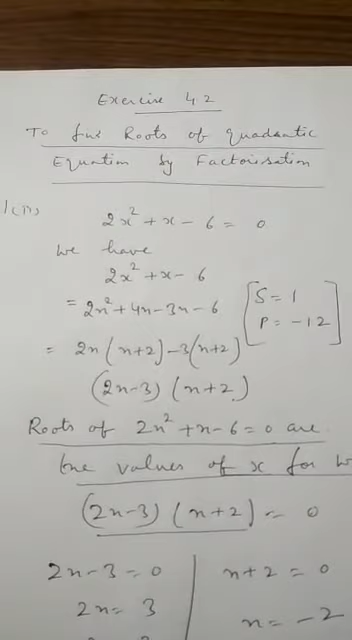 Exercise 4.2
To find Roots of quadratic
Equation by Factorisation
1(ii)
2x² + x - 6 = 0
We have
2x² + x - 6
= 2x² + 4x - 3x - 6 [S = 1
P = -12]
= 2x(x+2) - 3(x+2)
(2x-3) (x+2)
Roots of 2x² + x - 6 = 0 are
the values of x for
(2x-3) (x+2) = 0
2x - 3 = 0 | x + 2 = 0
2x = 3 | x = -2